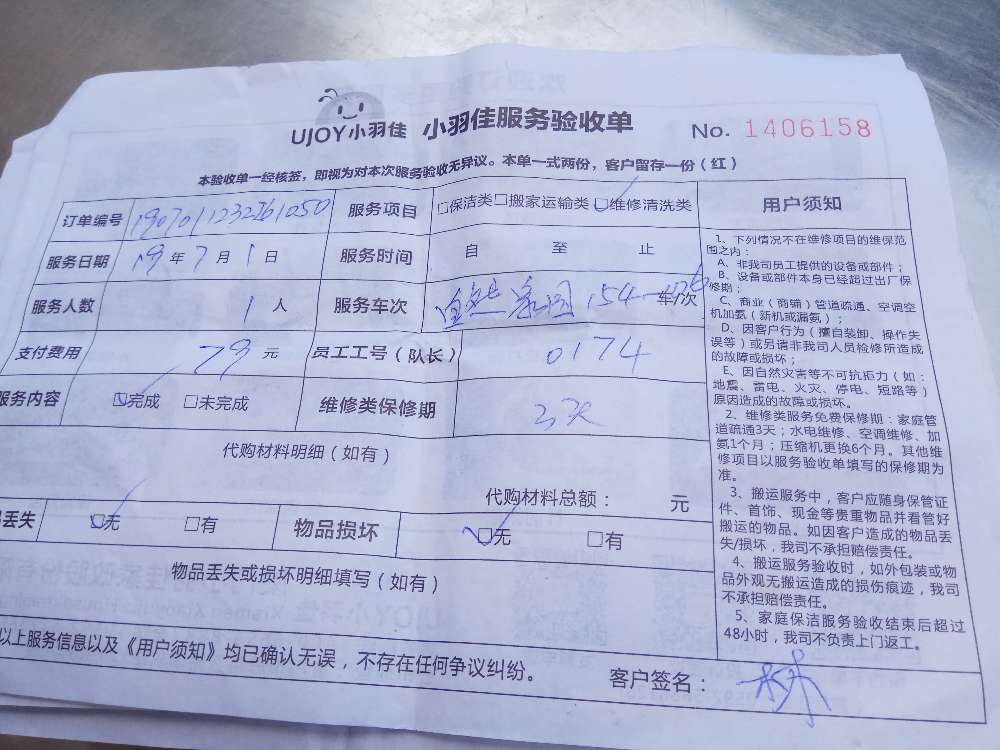 UJOY小羽佳 小羽佳服务验收单 No. 1406158
本验收单一经核签，即视为对本次服务验收无异议。本单一式两份，客户留存一份（红）
订单编号 服务项目 □保洁类□搬家运输类☑维修清洗类
服务日期 19年7月1日 服务时间 自 至 止
服务人数 1人 服务车次 154 车次
支付费用 79元 员工工号（队长） 0174
服务内容 ☑完成 □未完成 维修类保修期 3天
代购材料明细（如有）
代购材料总额： 元
丢失 ☑无 □有 物品损坏 ☑无 □有
物品丢失或损坏明细填写（如有）
以上服务信息以及《用户须知》均已确认无误，不存在任何争议纠纷。
客户签名： 林
用户须知
1、下列情况不在维修项目的维保范
围之内：
A、非我司员工提供的设备或部件；
B、设备或部件本身已经超过出厂保
修期；
C、商业（商铺）管道疏通、空调空
机加氨（新机或漏氨）；
D、因客户行为（擅自装卸、操作失
误等）或另请非我司人员检修所造成
的故障或损坏；
E、因自然灾害等不可抗拒力（如：
地震、雷电、火灾、停电、短路等）
原因造成的故障或损坏。
2、维修类服务免费保修期：家庭管
道疏通3天；水电维修、空调维修、加
氨1个月；压缩机更换6个月。其他维
修项目以服务验收单填写的保修期为
准。
3、搬运服务中，客户应随身保管证
件、首饰、现金等贵重物品并看管好
搬运的物品。如因客户造成的物品丢
失/损坏，我司不承担赔偿责任。
4、搬运服务验收时，如外包装或物
品外观无搬运造成的损伤痕迹，我司
不承担赔偿责任。
5、家庭保洁服务验收结束后超过
48小时，我司不负责上门返工。